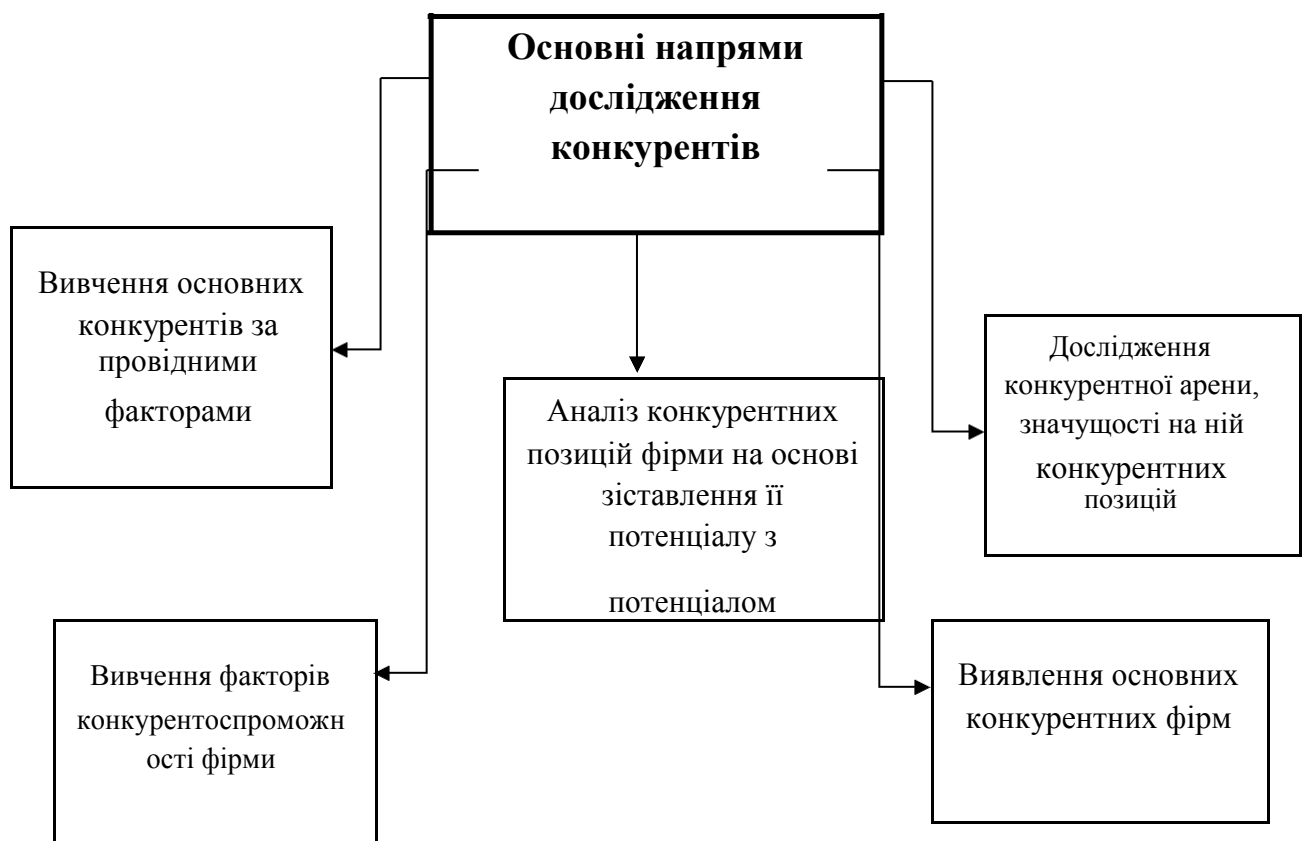 Основні напрями
дослідження
конкурентів
Вивчення основних
конкурентів за
провідними
факторами
Дослідження
конкурентної арени,
значущості на ній
конкурентних
позицій
Аналіз конкурентних
позицій фірми на основі
зіставлення її
потенціалу з
потенціалом
Вивчення факторів
конкурентоспроможн
ості фірми
Виявлення основних
конкурентних фірм